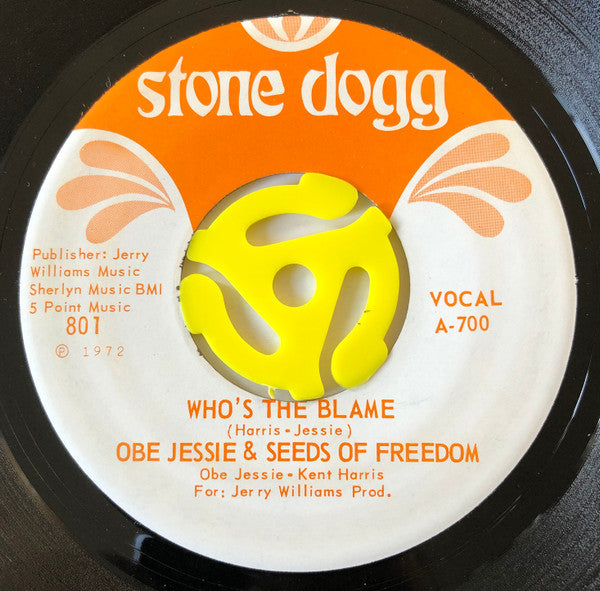 stone dogg
Publisher: Jerry
Williams Music
Sherlyn Music BMI
5 Point Music
801
℗ 1972
VOCAL
A-700
WHO'S THE BLAME
(Harris - Jessie)
OBE JESSIE & SEEDS OF FREEDOM
Obe Jessie - Kent Harris
For: Jerry Williams Prod.